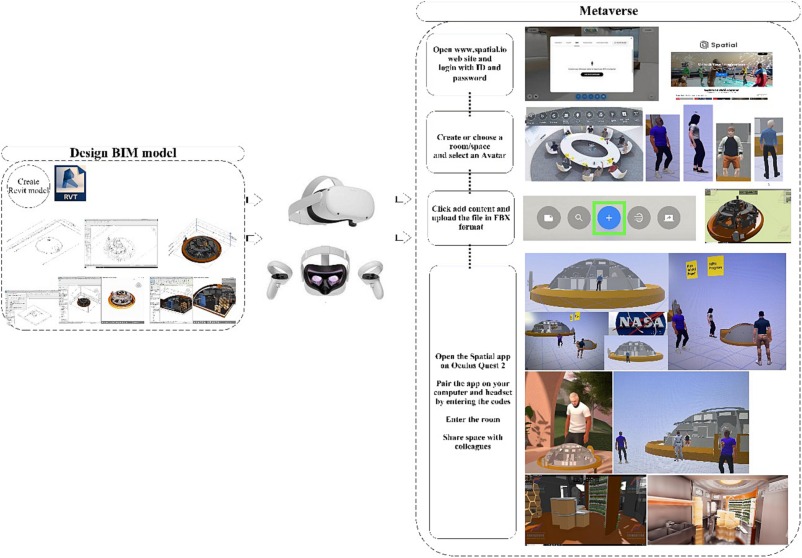 Metaverse
Open www.spatial.io
web site and
login with ID and
password
Spatial
Create or choose a
room/space
and select an Avatar
Design BIM model
Create
Revit model
RVT
Click add content and
upload the file in FBX
format
NASA
Open the Spatial app
on Oculus Quest 2
Pair the app on your
computer and headset
by entering the codes
Enter the room
Share space with
colleagues